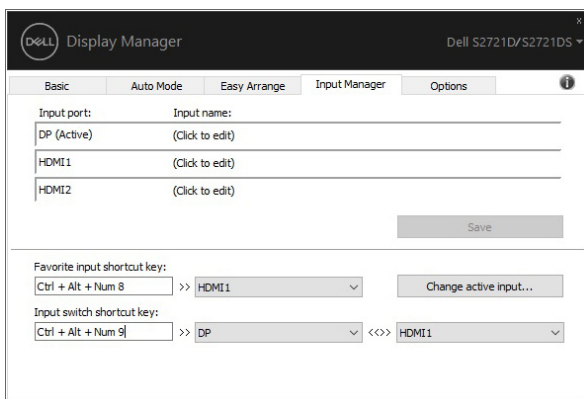 DELL Display Manager Dell S2721D/S2721DS
x
Basic Auto Mode Easy Arrange Input Manager Options i
Input port: Input name:
DP (Active) (Click to edit)
HDMI1 (Click to edit)
HDMI2 (Click to edit)
Save
Favorite input shortcut key:
Ctrl + Alt + Num 8 >> HDMI1 Change active input...
Input switch shortcut key:
Ctrl + Alt + Num 9 >> DP <<>> HDMI1